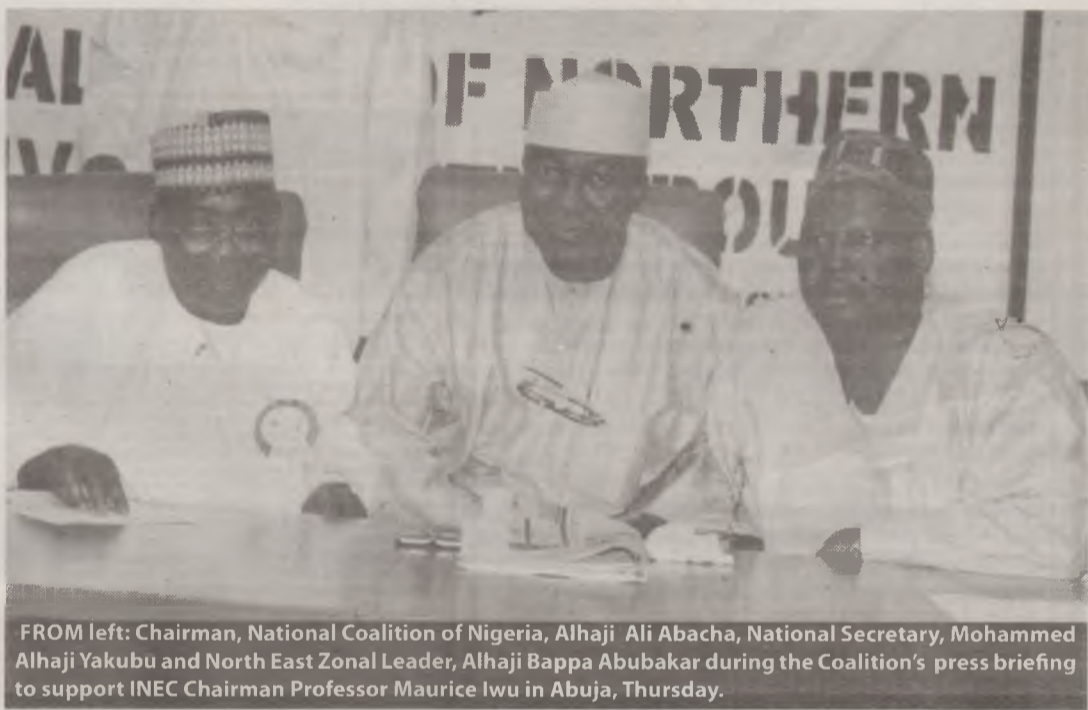 AL OF NORTHERN
FROM left: Chairman, National Coalition of Nigeria, Alhaji Ali Abacha, National Secretary, Mohammed
Alhaji Yakubu and North East Zonal Leader, Alhaji Bappa Abubakar during the Coalition's press briefing
to support INEC Chairman Professor Maurice Iwu in Abuja, Thursday.